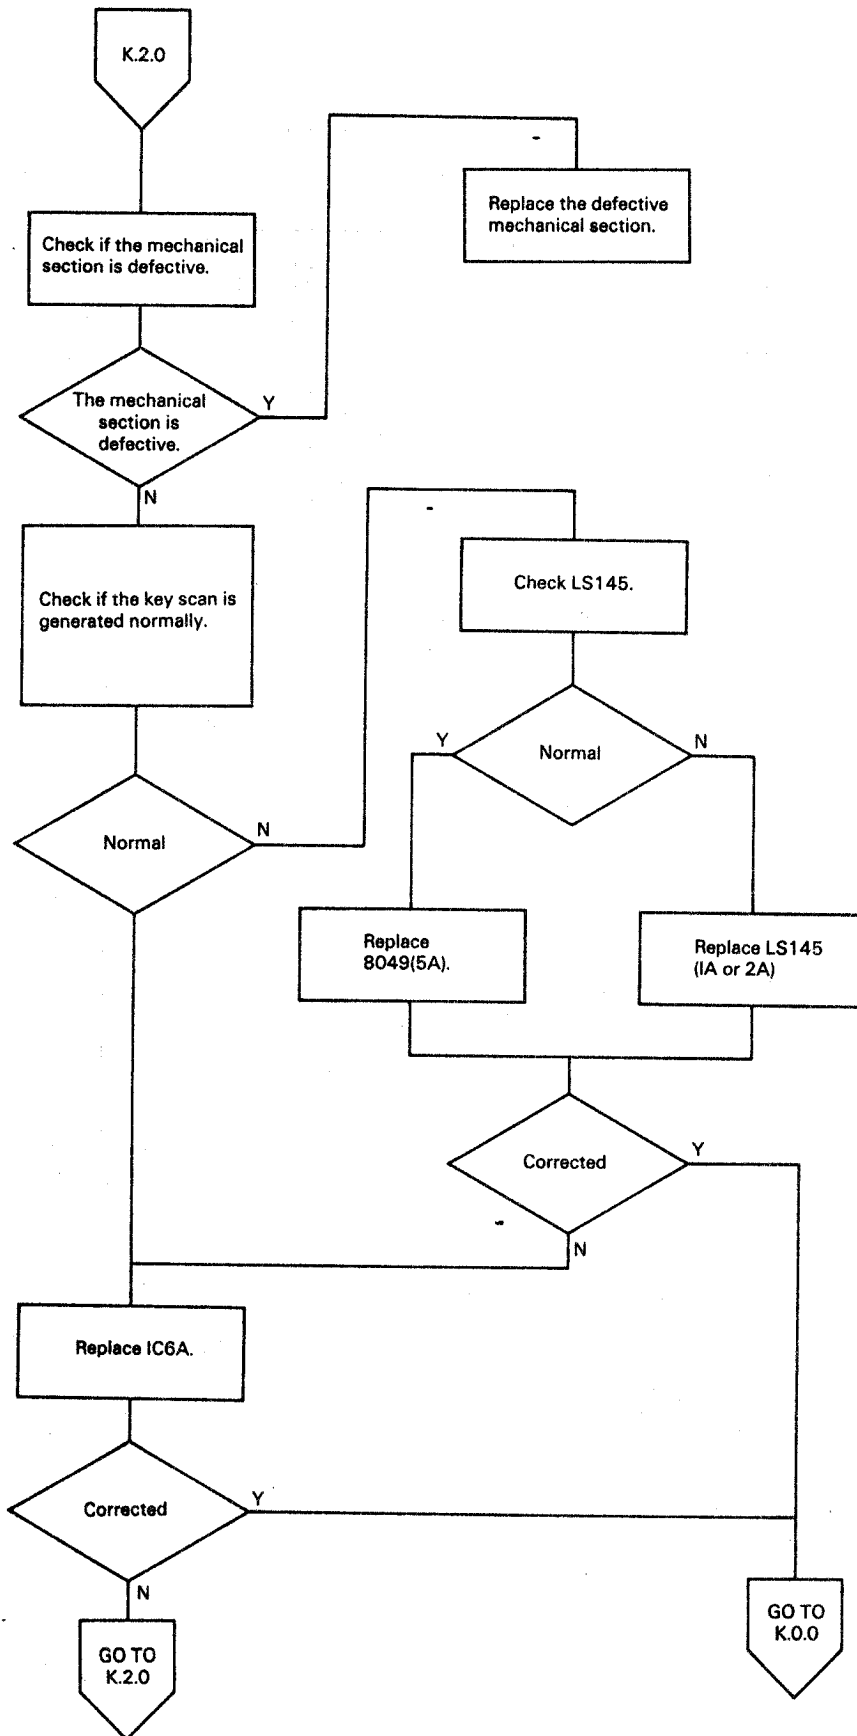 K.2.0
Replace the defective
mechanical section.
Check if the mechanical
section is defective.
The mechanical
section is
defective.
Y
N
Check if the key scan is
generated normally.
Check LS145.
Normal
Y
N
Normal
N
Replace
8049(5A).
Replace LS145
(IA or 2A)
Corrected
Y
N
Replace IC6A.
Corrected
Y
N
GO TO
K.2.0
GO TO
K.0.0